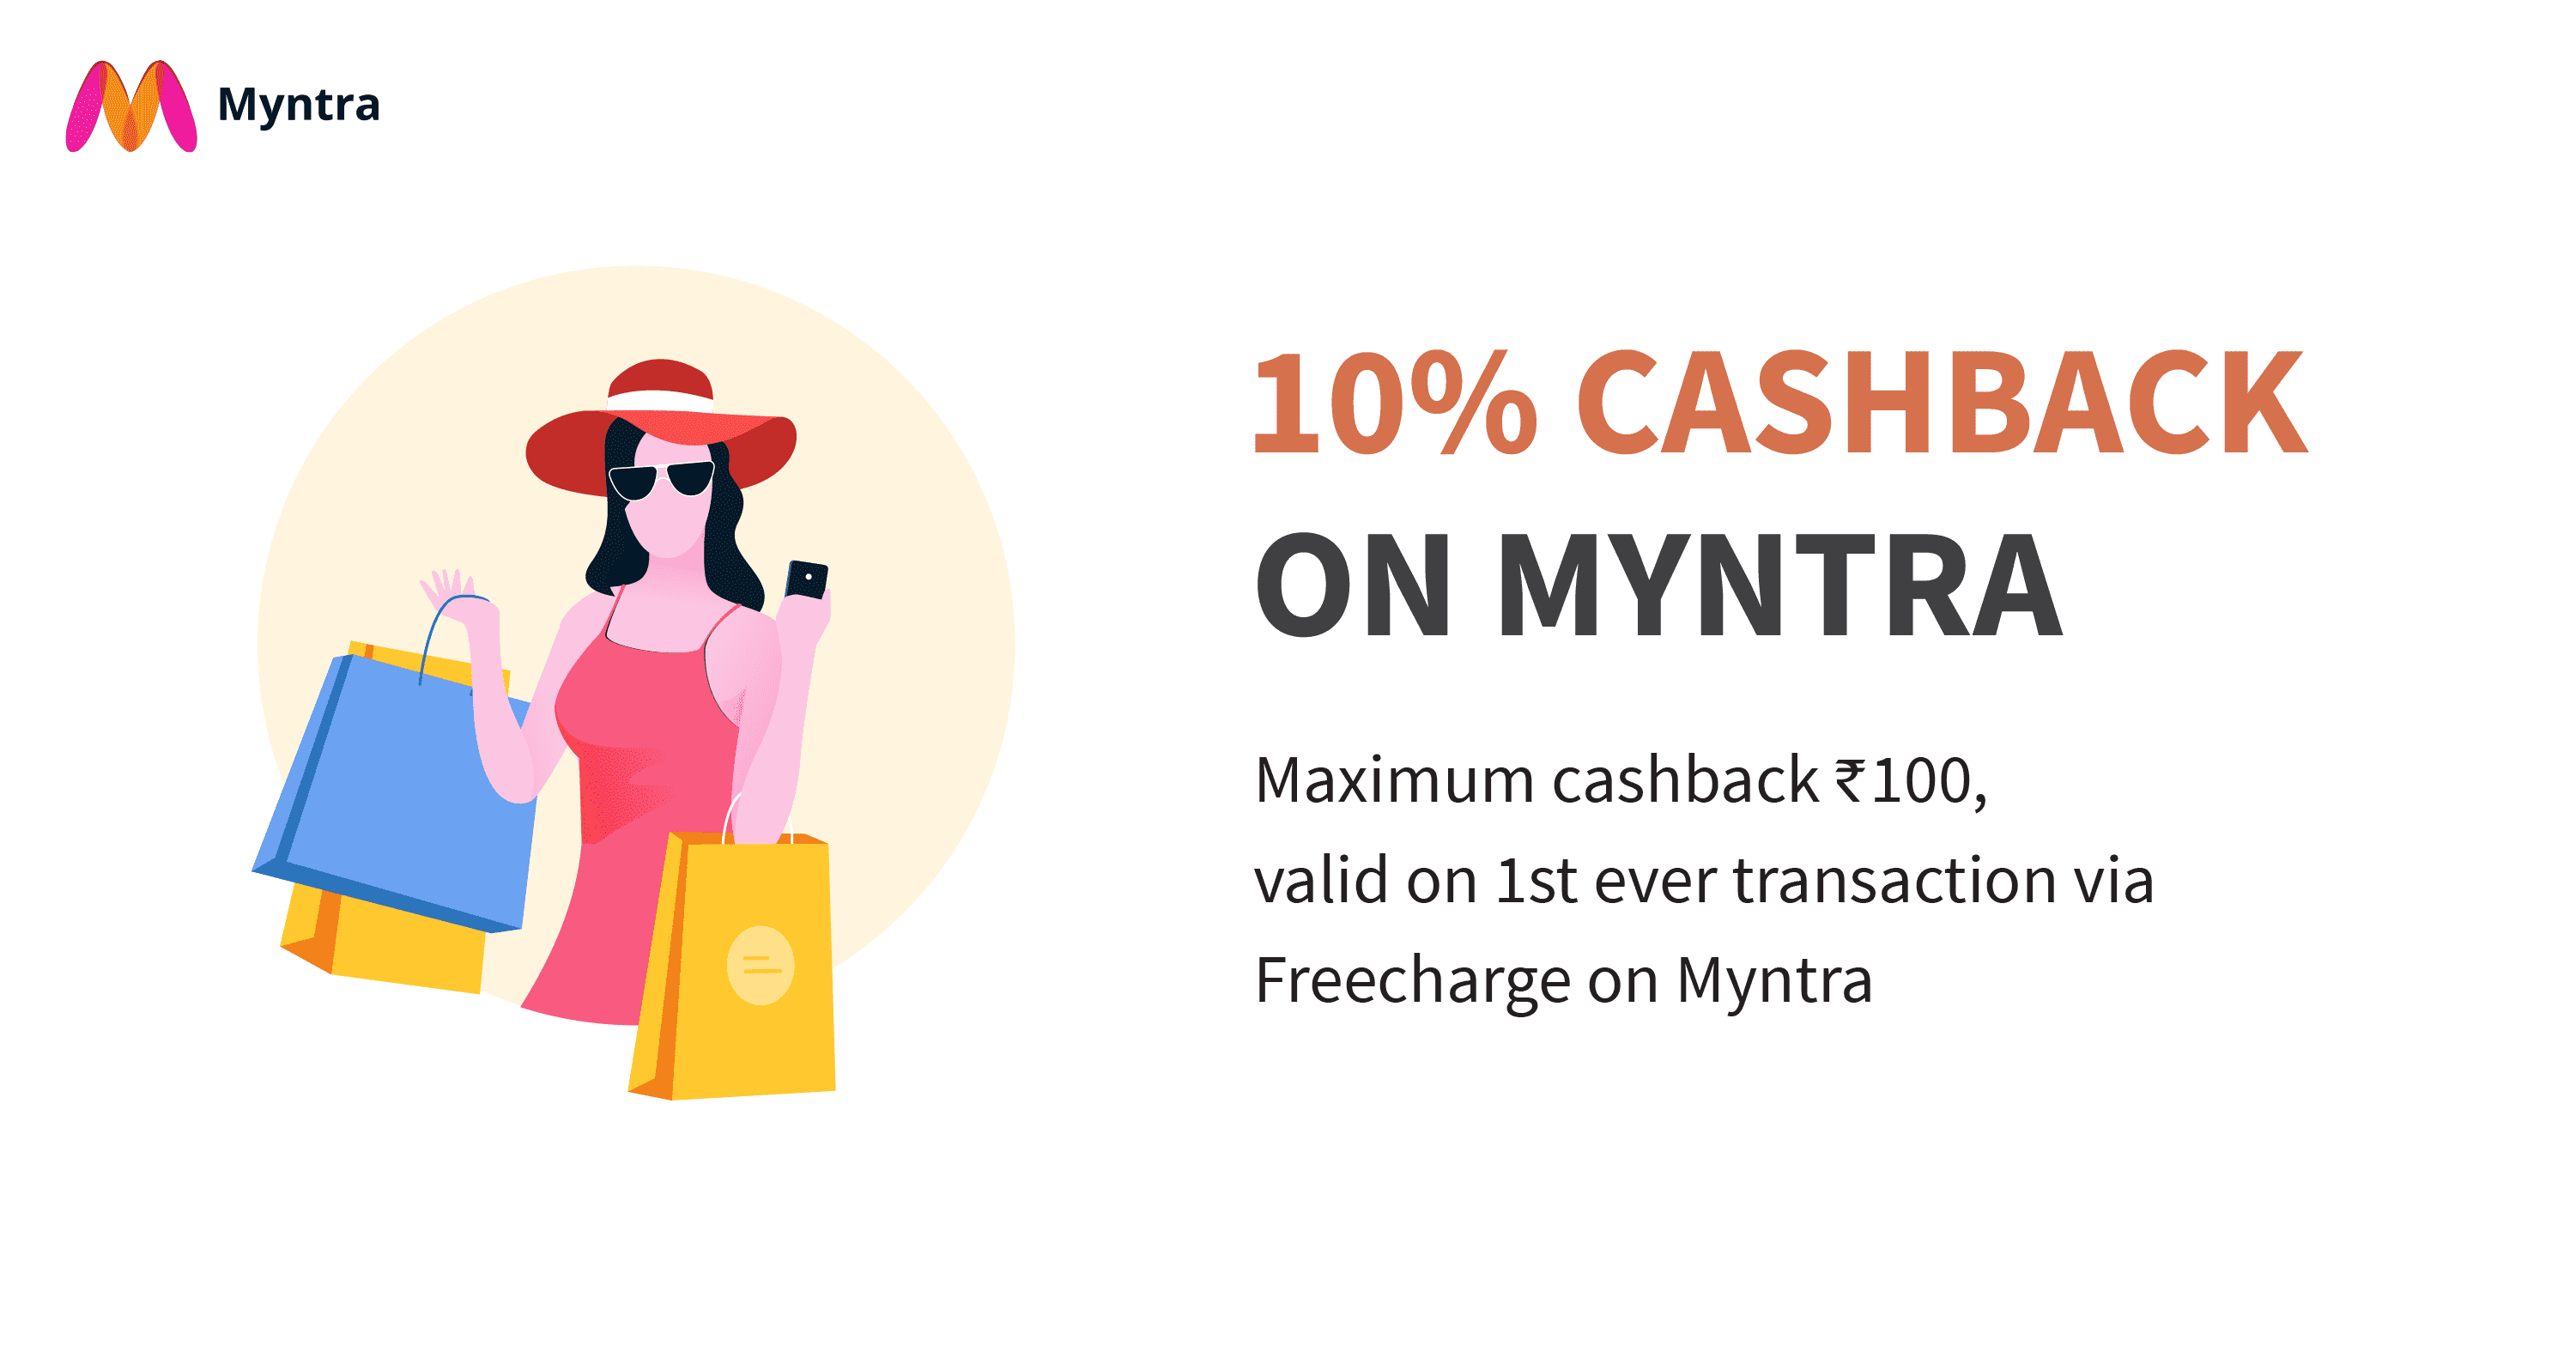 Myntra
10% CASHBACK
ON MYNTRA
Maximum cashback ₹100,
valid on 1st ever transaction via
Freecharge on Myntra